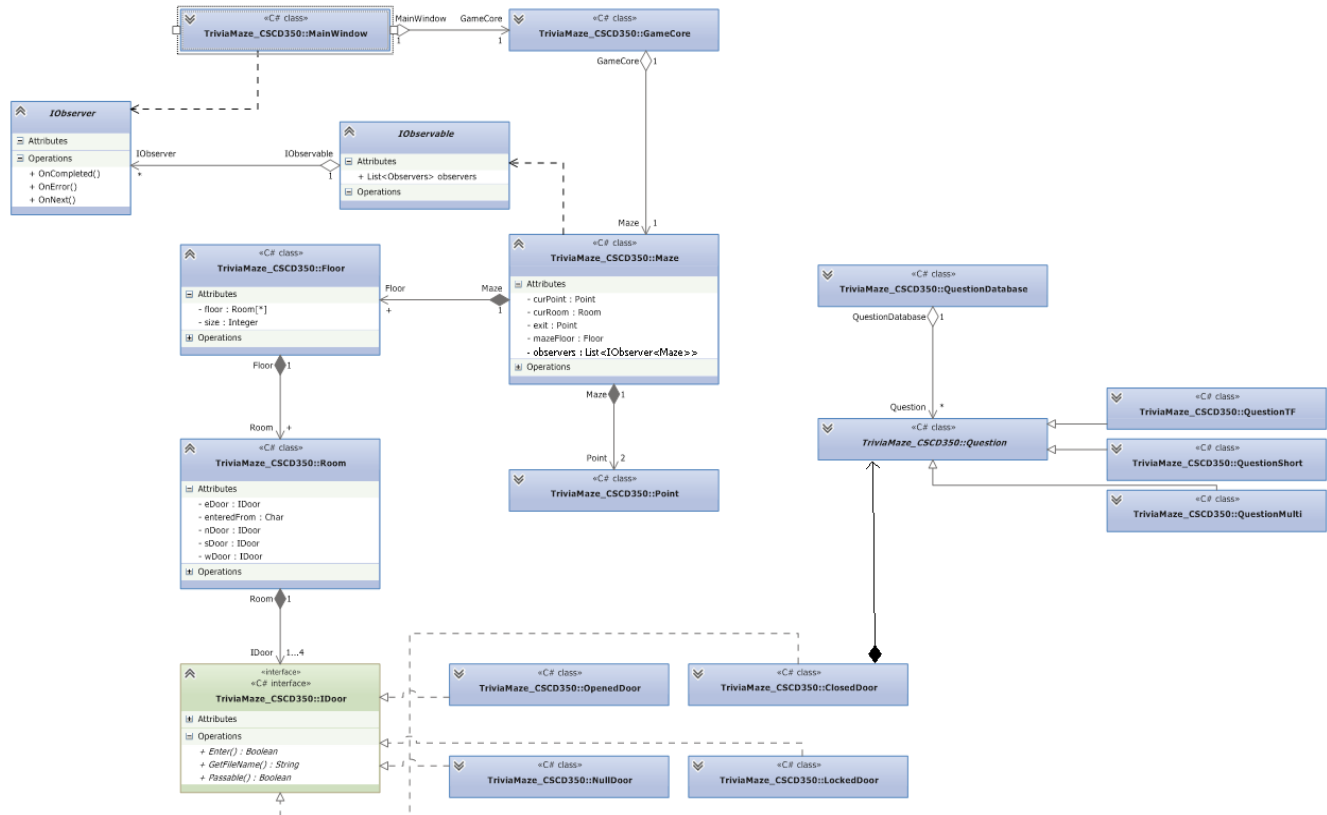 «C# class»
TriviaMaze_CSCD350::MainWindow
MainWindow
1
GameCore
1
«C# class»
TriviaMaze_CSCD350::GameCore
GameCore
1
IObserver
Attributes
Operations
+ OnCompleted()
+ OnError()
+ OnNext()
IObserver
*
IObservable
1
IObservable
Attributes
+ List<Observers> observers
Operations
Maze
1
«C# class»
TriviaMaze_CSCD350::Floor
Attributes
- floor : Room[*]
- size : Integer
Operations
Floor
+
Maze
1
«C# class»
TriviaMaze_CSCD350::Maze
Attributes
- curPoint : Point
- curRoom : Room
- exit : Point
- mazeFloor : Floor
- observers : List<IObserver<Maze>>
Operations
«C# class»
TriviaMaze_CSCD350::QuestionDatabase
QuestionDatabase
1
Floor
1
Maze
1
Question
*
«C# class»
TriviaMaze_CSCD350::QuestionTF
Room
+
«C# class»
TriviaMaze_CSCD350::Question
«C# class»
TriviaMaze_CSCD350::QuestionShort
«C# class»
TriviaMaze_CSCD350::Room
Attributes
- eDoor : IDoor
- enteredFrom : Char
- nDoor : IDoor
- sDoor : IDoor
- wDoor : IDoor
Operations
Point
2
«C# class»
TriviaMaze_CSCD350::Point
«C# class»
TriviaMaze_CSCD350::QuestionMulti
Room
1
IDoor
1...4
«interface»
«C# interface»
TriviaMaze_CSCD350::IDoor
Attributes
Operations
+ Enter() : Boolean
+ GetFileName() : String
+ Passable() : Boolean
«C# class»
TriviaMaze_CSCD350::OpenedDoor
«C# class»
TriviaMaze_CSCD350::ClosedDoor
«C# class»
TriviaMaze_CSCD350::NullDoor
«C# class»
TriviaMaze_CSCD350::LockedDoor